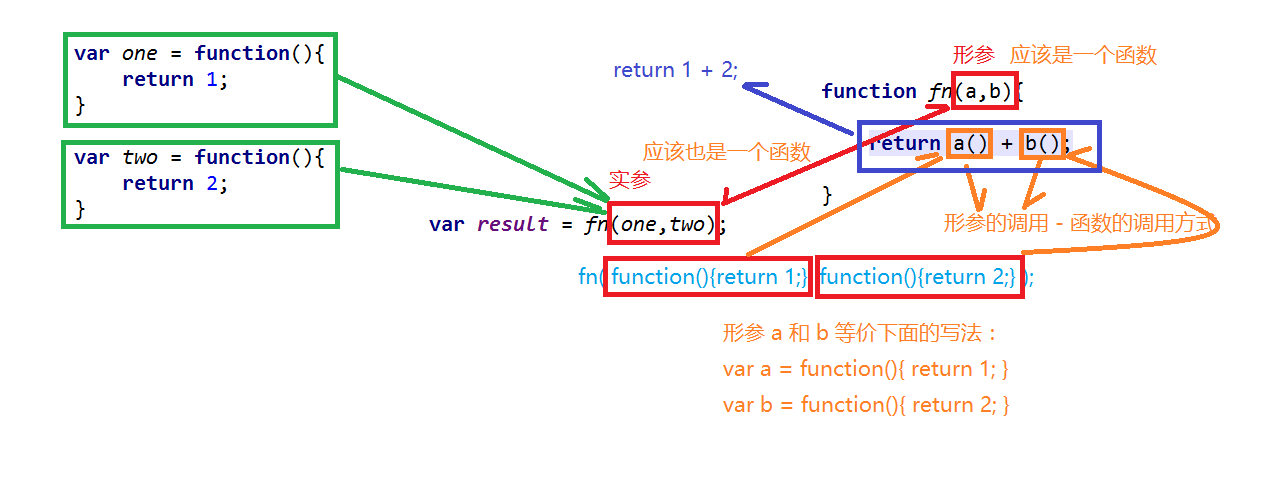 var one = function(){
    return 1;
}
var two = function(){
    return 2;
}
return 1 + 2;
形参 应该是一个函数
function fn(a,b){
return a() + b();
}
应该也是一个函数
实参
var result = fn(one,two);
形参的调用 - 函数的调用方式
fn( function(){return 1;} function(){return 2;} );
形参 a 和 b 等价下面的写法：
var a = function(){ return 1; }
var b = function(){ return 2; }